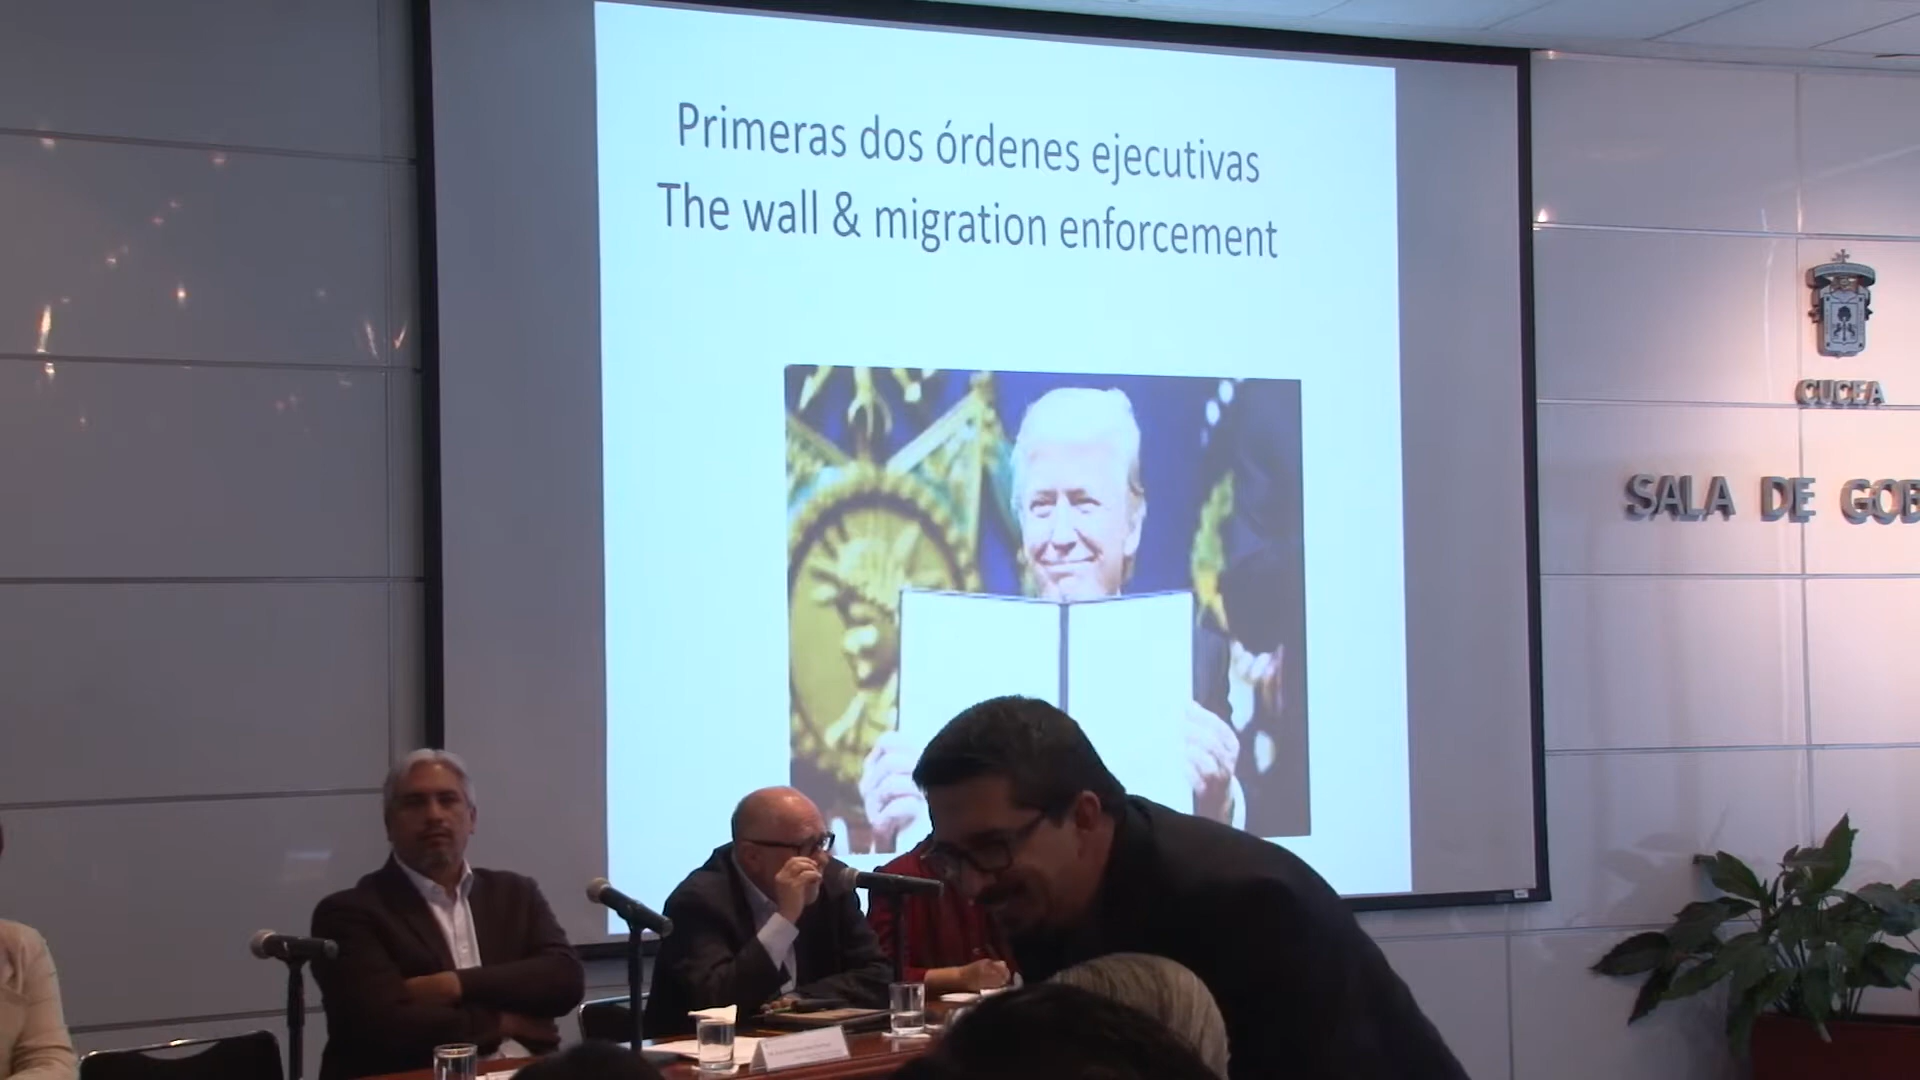 Primeras dos órdenes ejecutivas
The wall & migration enforcement
CUCEA
SALA DE GOB